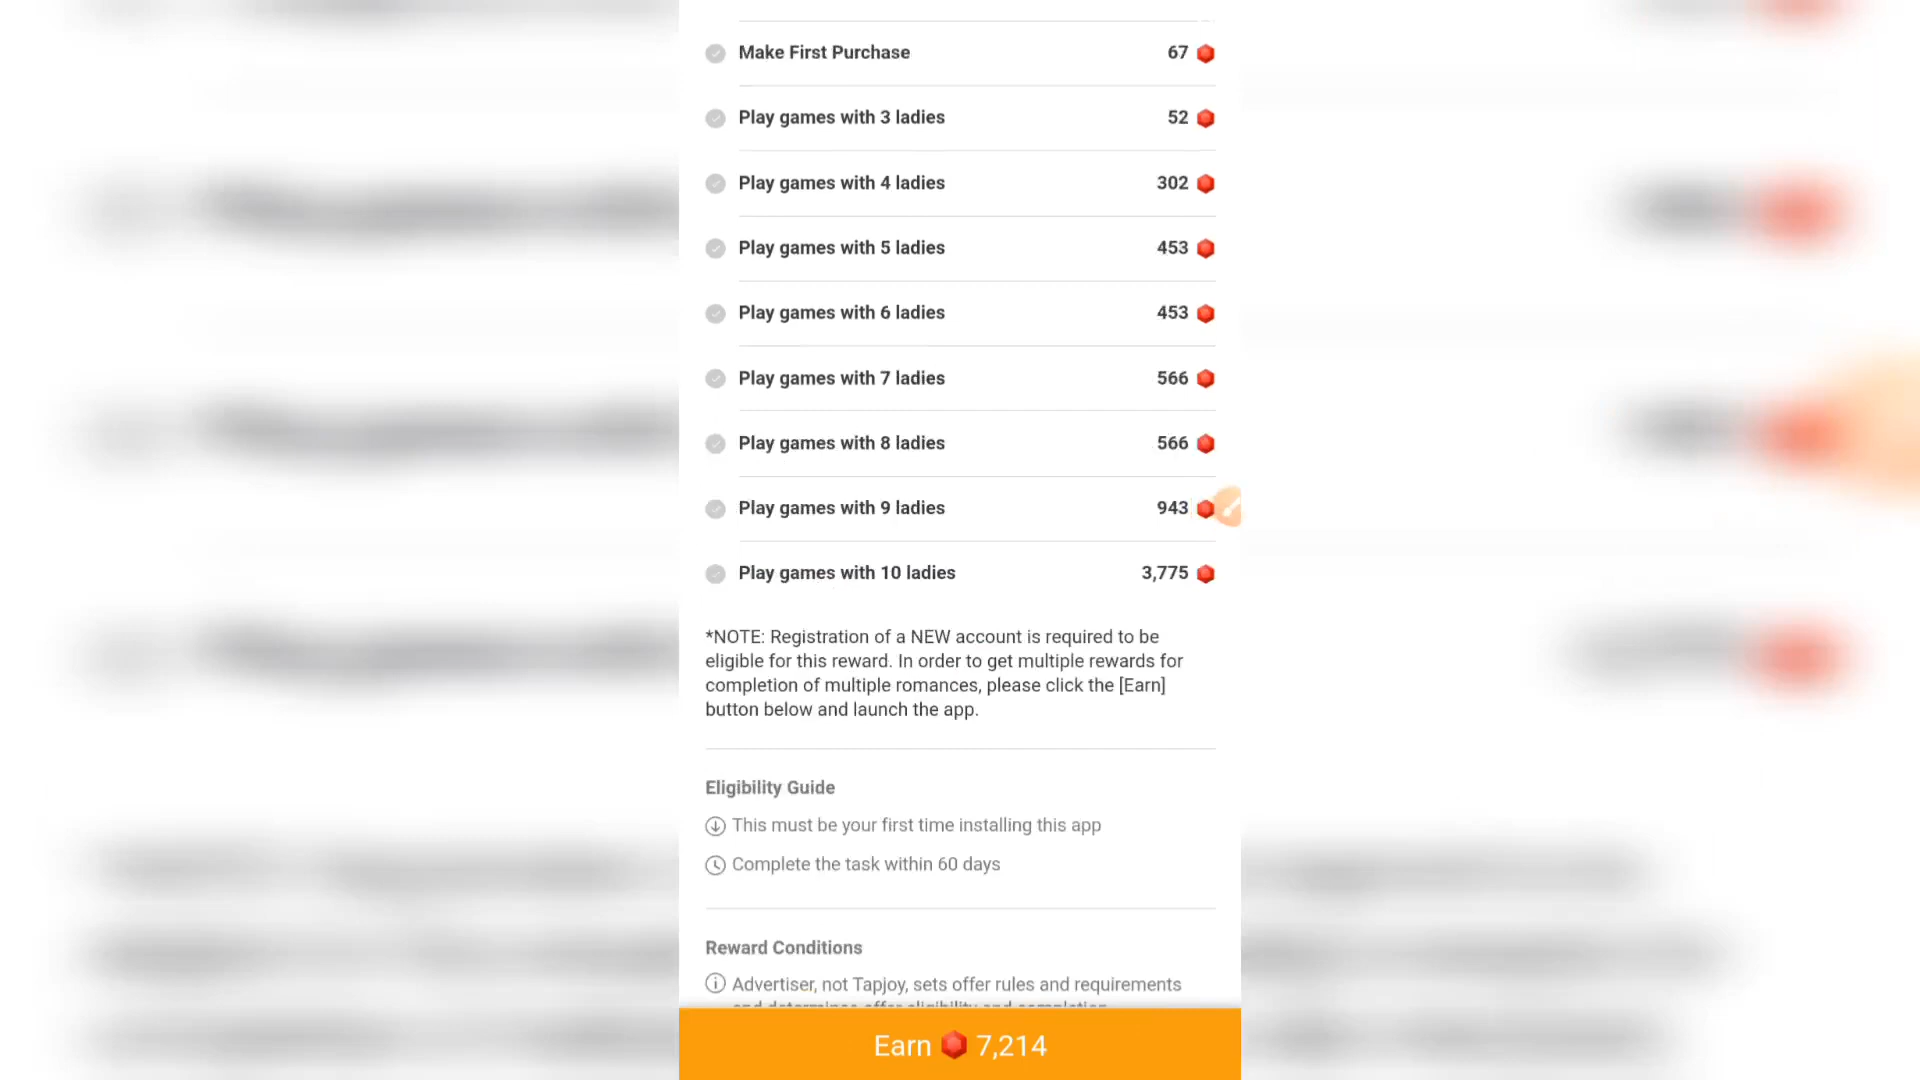 Make First Purchase 67
Play games with 3 ladies 52
Play games with 4 ladies 302
Play games with 5 ladies 453
Play games with 6 ladies 453
Play games with 7 ladies 566
Play games with 8 ladies 566
Play games with 9 ladies 943
Play games with 10 ladies 3,775
*NOTE: Registration of a NEW account is required to be
eligible for this reward. In order to get multiple rewards for
completion of multiple romances, please click the [Earn]
button below and launch the app.
Eligibility Guide
This must be your first time installing this app
Complete the task within 60 days
Reward Conditions
Advertiser, not Tapjoy, sets offer rules and requirements
and determines offer eligibility and completion
Earn 7,214